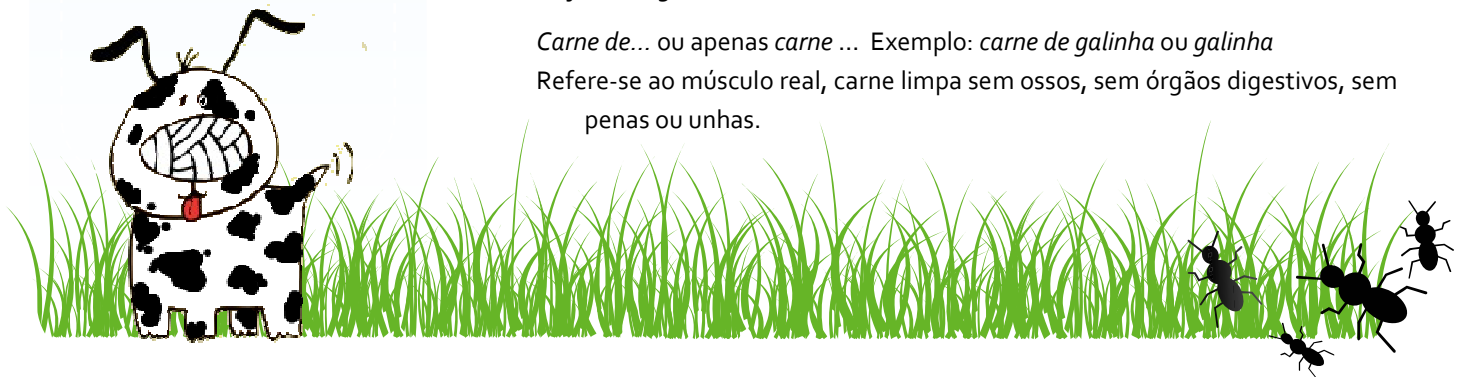 Carne de... ou apenas carne ... Exemplo: carne de galinha ou galinha
Refere-se ao músculo real, carne limpa sem ossos, sem órgãos digestivos, sem
penas ou unhas.